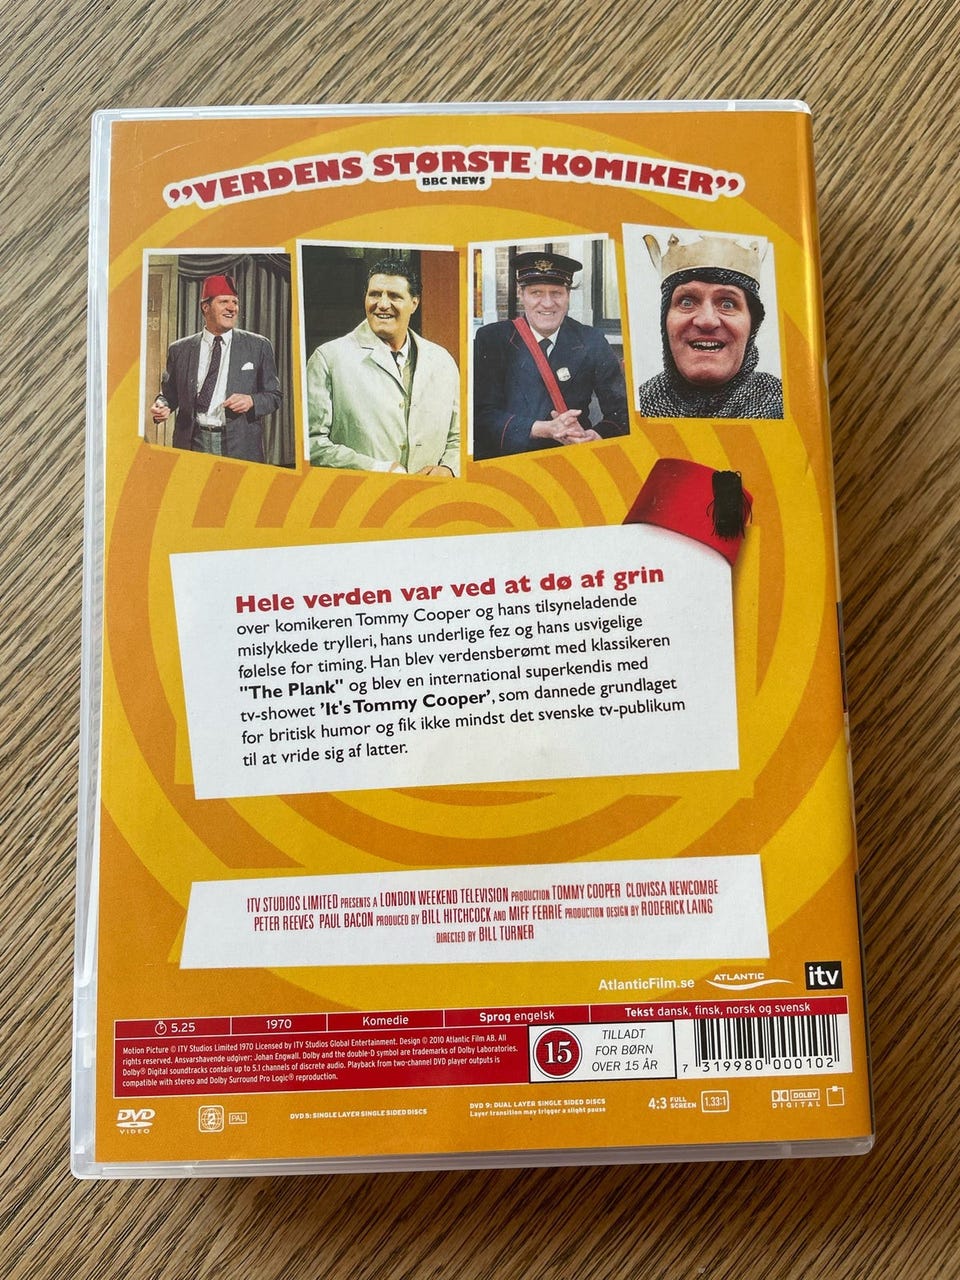 ”VERDENS STØRSTE KOMIKER”
BBC NEWS
Hele verden var ved at dø af grin
over komikeren Tommy Cooper og hans tilsyneladende
mislykkede trylleri, hans underlige fez og hans usvigelige
følelse for timing. Han blev verdensberømt med klassikeren
"The Plank" og blev en international superkendis med
tv-showet ’It's Tommy Cooper’, som dannede grundlaget
for britisk humor og fik ikke mindst det svenske tv-publikum
til at vride sig af latter.
ITV STUDIOS LIMITED PRESENTS A LONDON WEEKEND TELEVISION PRODUCTION TOMMY COOPER CLOVISSA NEWCOMBE
PETER REEVES PAUL BACON PRODUCED BY BILL HITCHCOCK AND MIFF FERRIE PRODUCTION DESIGN BY RODERICK LAING
DIRECTED BY BILL TURNER
AtlanticFilm.se ATLANTIC itv
5.25 1970 Komedie Sprog engelsk Tekst dansk, finsk, norsk og svensk
Motion Picture © ITV Studios Limited 1970 Licensed by ITV Studios Global Entertainment. Design © 2010 Atlantic Film AB. All
rights reserved. Ansvarshavende udgiver: Johan Engwall. Dolby and the double-D symbol are trademarks of Dolby Laboratories.
Dolby® Digital soundtracks contain up to 5.1 channels of discrete audio. Playback from two-channel DVD player outputs is
compatible with stereo and Dolby Surround Pro Logic® reproduction.
15
TILLADT
FOR BØRN
OVER 15 ÅR
7 319980 000102
DVD
VIDEO
2 PAL
DVD 5: SINGLE LAYER SINGLE SIDED DISCS
DVD 9: DUAL LAYER SINGLE SIDED DISCS
Layer transition may trigger a slight pause
4:3 FULL SCREEN 1.33:1
DOLBY
DIGITAL